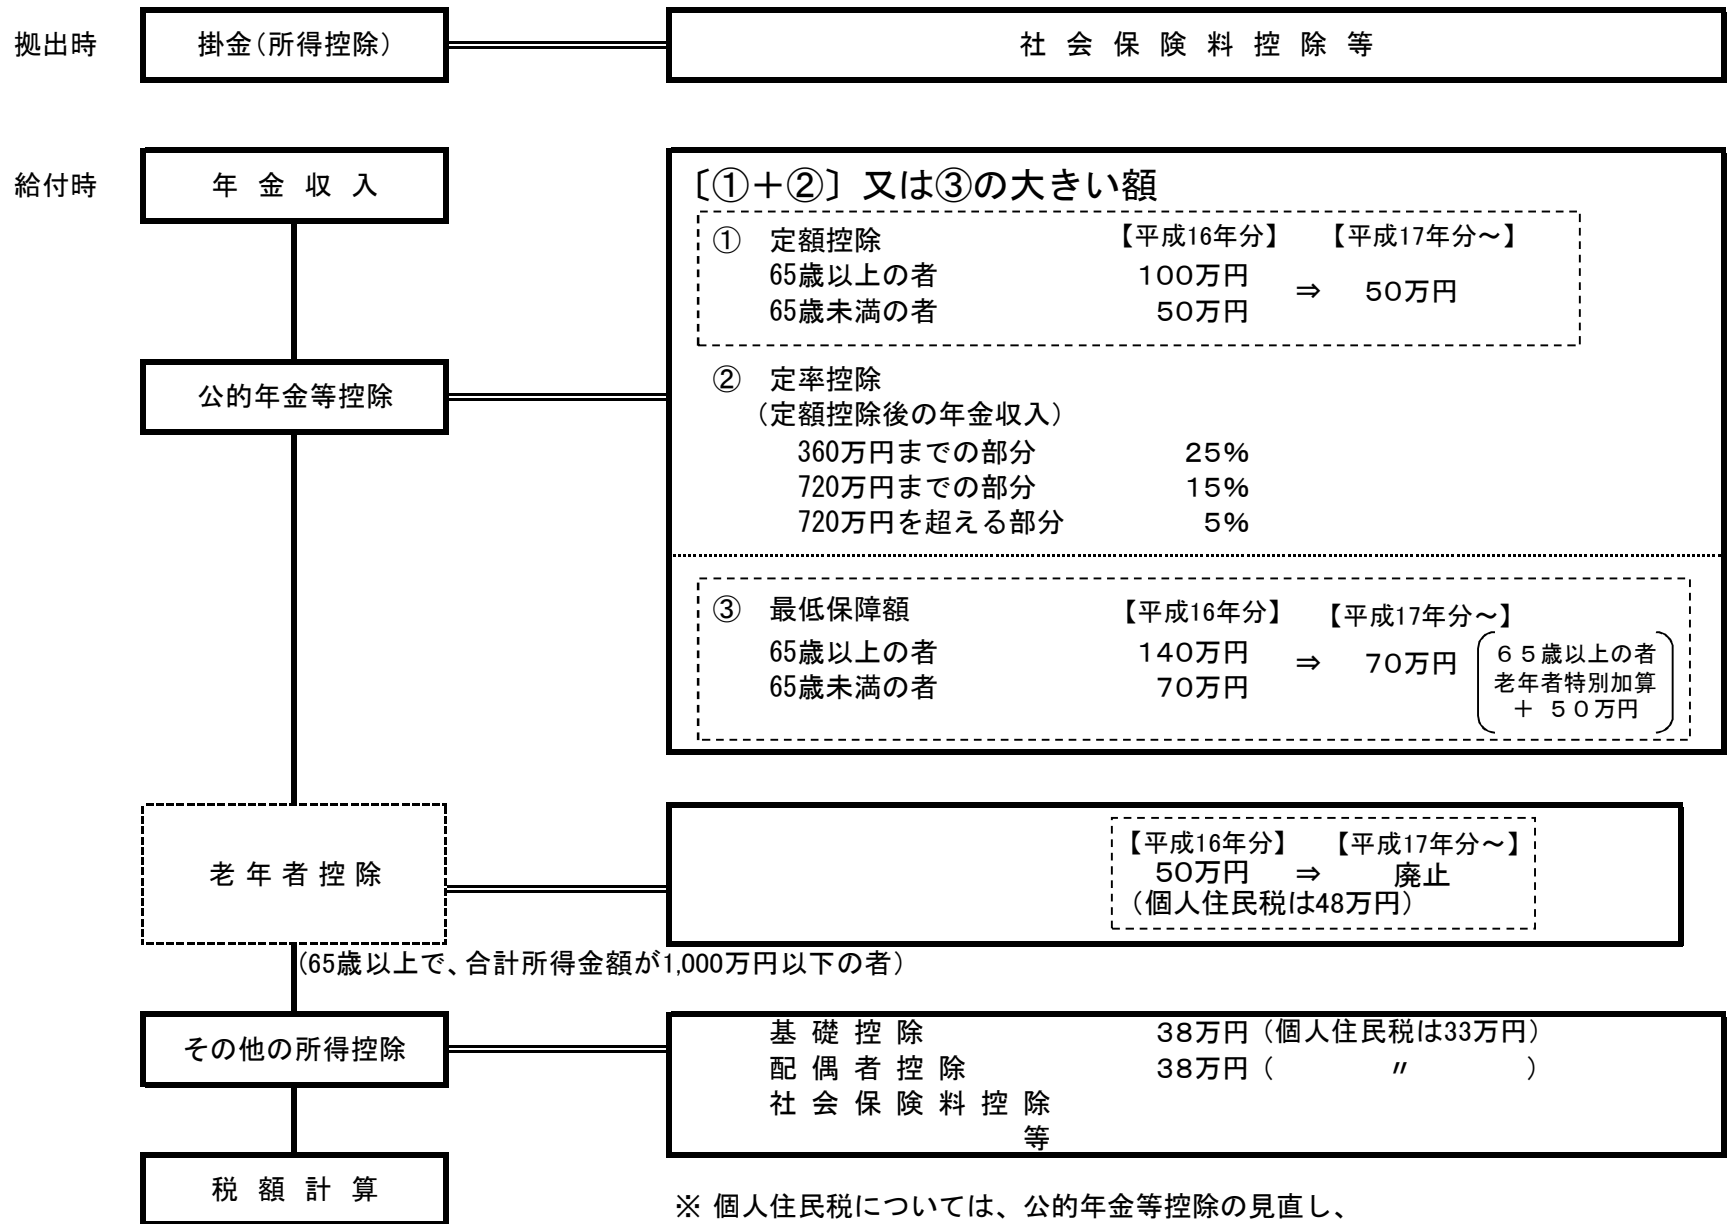 拠出時 掛金(所得控除) 社会保険料控除等
給付時 年金収入
〔①＋②〕又は③の大きい額
① 定額控除 【平成16年分】 【平成17年分～】
65歳以上の者 100万円
⇒ 50万円
65歳未満の者 50万円
公的年金等控除
② 定率控除
（定額控除後の年金収入）
360万円までの部分 25%
720万円までの部分 15%
720万円を超える部分 5%
③ 最低保障額 【平成16年分】 【平成17年分～】
65歳以上の者 140万円
⇒ 70万円
65歳未満の者 70万円
６５歳以上の者
老年者特別加算
＋ ５０万円
老年者控除
【平成16年分】 【平成17年分～】
50万円 ⇒ 廃止
（個人住民税は48万円）
(65歳以上で、合計所得金額が1,000万円以下の者)
その他の所得控除
基礎控除 38万円（個人住民税は33万円）
配偶者控除 38万円（ 〃 ）
社会保険料控除
等
税額計算
※ 個人住民税については、公的年金等控除の見直し、